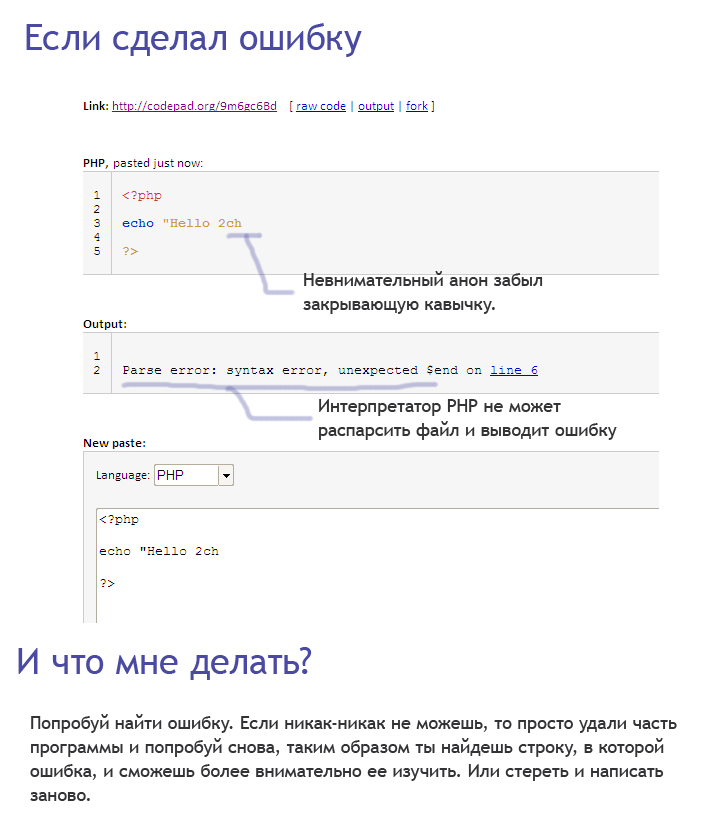 Если сделал ошибку
Link: http://codepad.org/9m6gc6Bd [ raw code | output | fork ]
PHP, pasted just now:
1 <?php
2
3 echo "Hello 2ch
4
5 ?>
Невнимательный анон забыл
закрывающую кавычку.
Output:
1
2 Parse error: syntax error, unexpected $end on line 6
Интерпретатор PHP не может
распарсить файл и выводит ошибку
New paste:
Language: PHP
<?php
echo "Hello 2ch
?>
И что мне делать?
Попробуй найти ошибку. Если никак-никак не можешь, то просто удали часть
программы и попробуй снова, таким образом ты найдешь строку, в которой
ошибка, и сможешь более внимательно ее изучить. Или стереть и написать
заново.